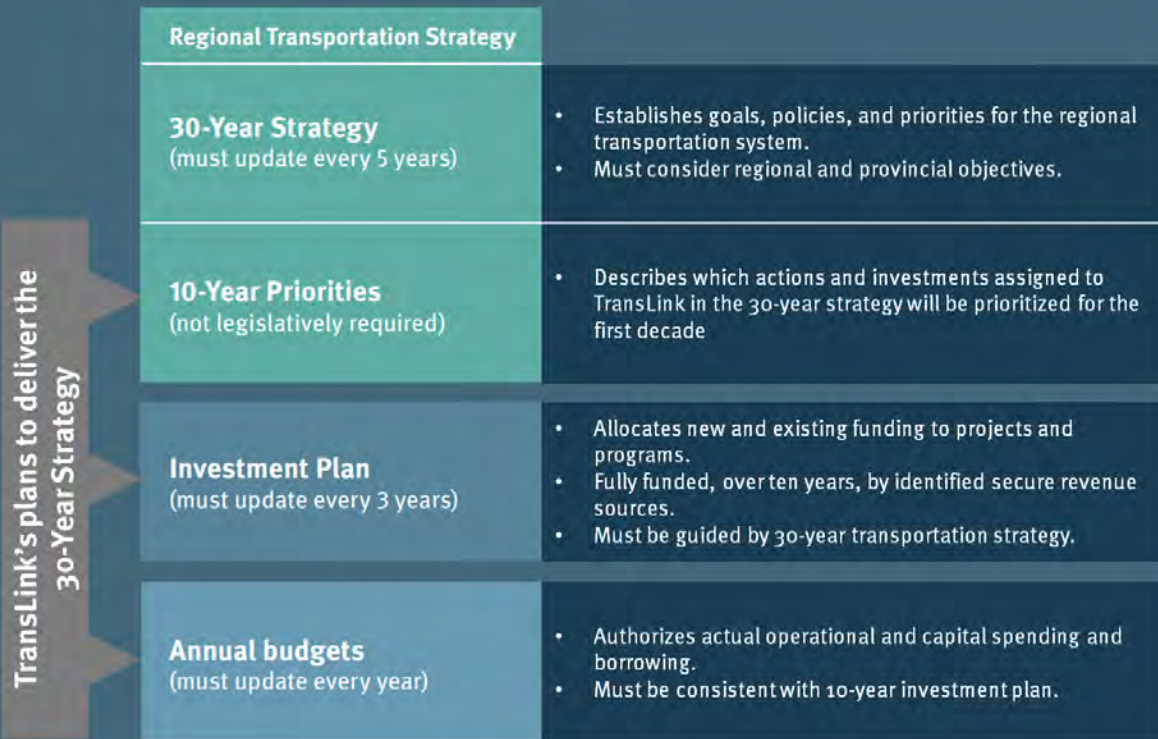 Regional Transportation Strategy
30-Year Strategy
(must update every 5 years)
• Establishes goals, policies, and priorities for the regional
transportation system.
• Must consider regional and provincial objectives.
TransLink's plans to deliver the
30-Year Strategy
10-Year Priorities
(not legislatively required)
• Describes which actions and investments assigned to
TransLink in the 30-year strategy will be prioritized for the
first decade
Investment Plan
(must update every 3 years)
• Allocates new and existing funding to projects and
programs.
• Fully funded, over ten years, by identified secure revenue
sources.
• Must be guided by 30-year transportation strategy.
Annual budgets
(must update every year)
• Authorizes actual operational and capital spending and
borrowing.
• Must be consistent with 10-year investment plan.